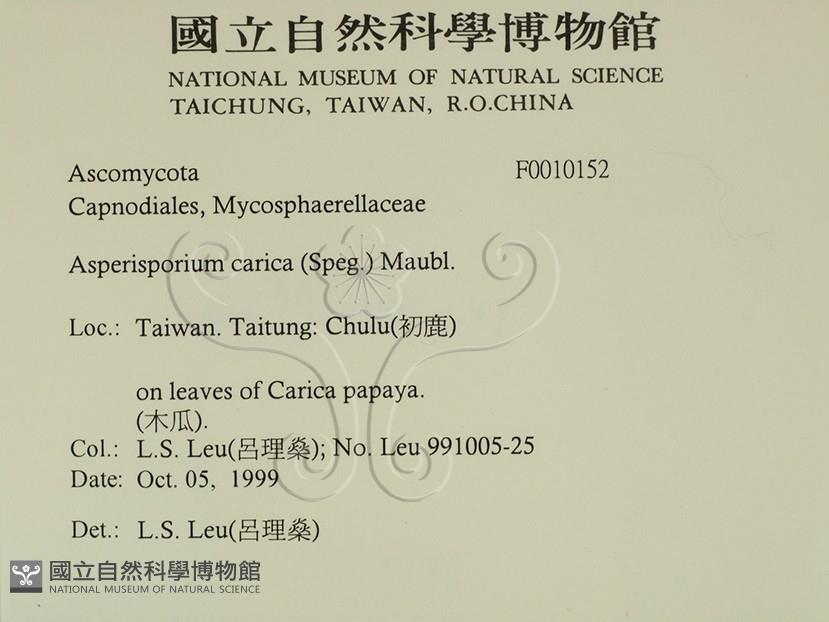 國立自然科學博物館
NATIONAL MUSEUM OF NATURAL SCIENCE
TAICHUNG, TAIWAN, R.O.CHINA
Ascomycota F0010152
Capnodiales, Mycosphaerellaceae
Asperisporium carica (Speg.) Maubl.
Loc.: Taiwan. Taitung: Chulu(初鹿)
on leaves of Carica papaya.
(木瓜).
Col.: L.S. Leu(呂理燊); No. Leu 991005-25
Date: Oct. 05, 1999
Det.: L.S. Leu(呂理燊)
國立自然科學博物館
NATIONAL MUSEUM OF NATURAL SCIENCE